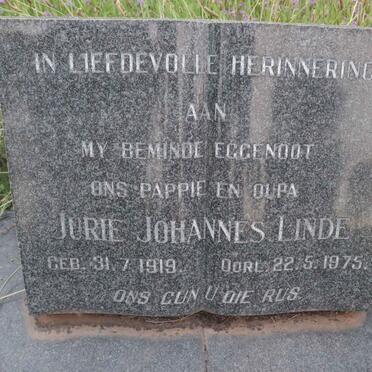 IN LIEFDEVOLLE HERINNERING
AAN
MY BEMINDE EGGENOOT
ONS PAPPIE EN OUPA
JURIE JOHANNES LINDE
GEB. 31.7.1919. OORL. 22.5.1975.
ONS GUN U DIE RUS.